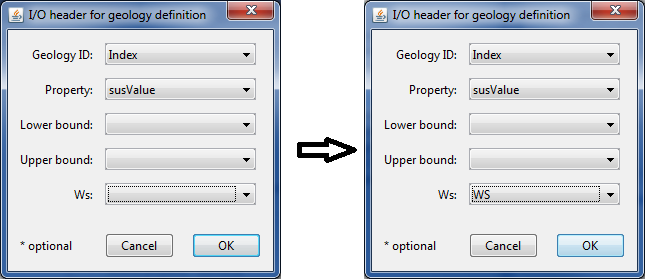 I/O header for geology definition
Geology ID: Index
Property: susValue
Lower bound:
Upper bound:
Ws:
* optional Cancel OK
I/O header for geology definition
Geology ID: Index
Property: susValue
Lower bound:
Upper bound:
Ws: WS
* optional Cancel OK